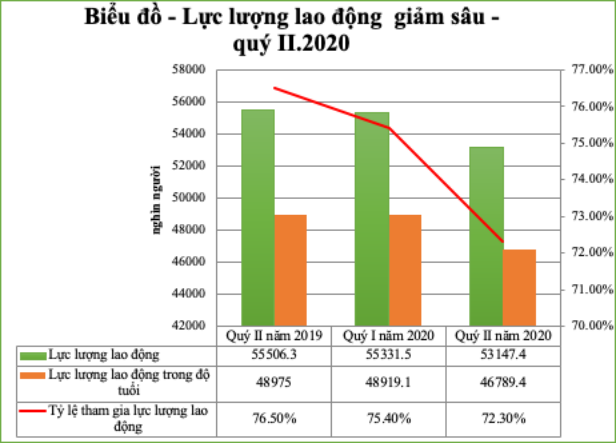 Biểu đồ - Lực lượng lao động giảm sâu -
quý II.2020
58000
56000
54000
52000
50000
48000
46000
44000
42000
nghìn người
77.00%
76.00%
75.00%
74.00%
73.00%
72.00%
71.00%
70.00%
Quý II năm 2019 Quý I năm 2020 Quý II năm 2020
Lực lượng lao động 55506.3 55331.5 53147.4
Lực lượng lao động trong độ
tuổi 48975 48919.1 46789.4
Tỷ lệ tham gia lực lượng lao
động 76.50% 75.40% 72.30%